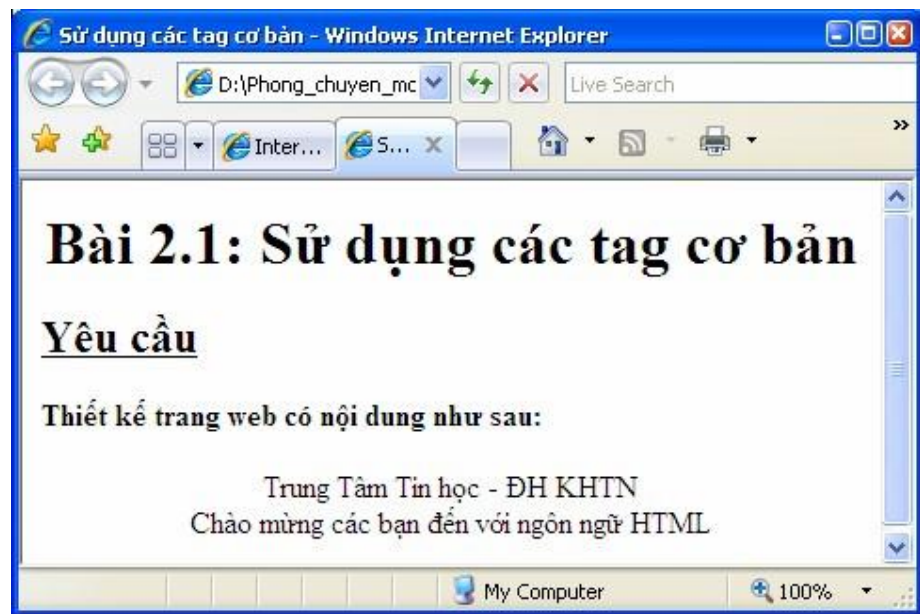 Sử dụng các tag cơ bản - Windows Internet Explorer
D:\Phong_chuyen_mc
Live Search
Inter... S...
Bài 2.1: Sử dụng các tag cơ bản
Yêu cầu
Thiết kế trang web có nội dung như sau:
Trung Tâm Tin học - ĐH KHTN
Chào mừng các bạn đến với ngôn ngữ HTML
My Computer 100%